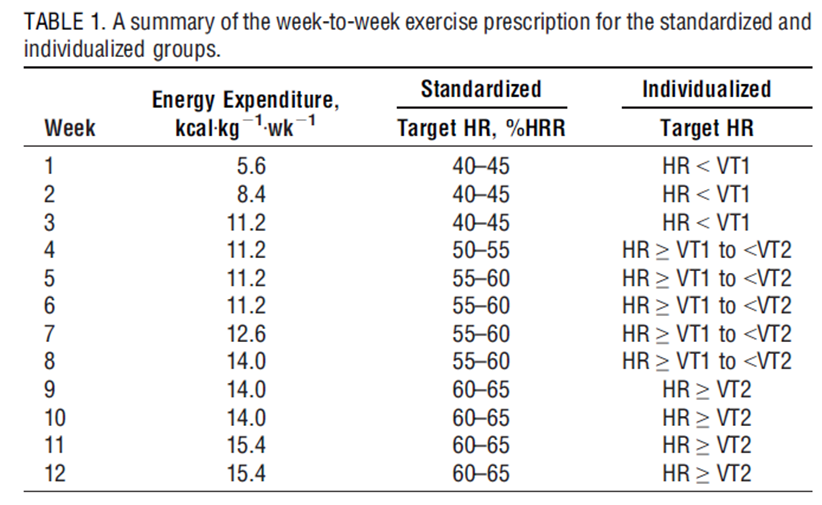 TABLE 1. A summary of the week-to-week exercise prescription for the standardized and
individualized groups.
Standardized Individualized
Energy Expenditure,
Week kcal·kg⁻¹·wk⁻¹ Target HR, %HRR Target HR
1 5.6 40–45 HR < VT1
2 8.4 40–45 HR < VT1
3 11.2 40–45 HR < VT1
4 11.2 50–55 HR ≥ VT1 to <VT2
5 11.2 55–60 HR ≥ VT1 to <VT2
6 11.2 55–60 HR ≥ VT1 to <VT2
7 12.6 55–60 HR ≥ VT1 to <VT2
8 14.0 55–60 HR ≥ VT1 to <VT2
9 14.0 60–65 HR ≥ VT2
10 14.0 60–65 HR ≥ VT2
11 15.4 60–65 HR ≥ VT2
12 15.4 60–65 HR ≥ VT2